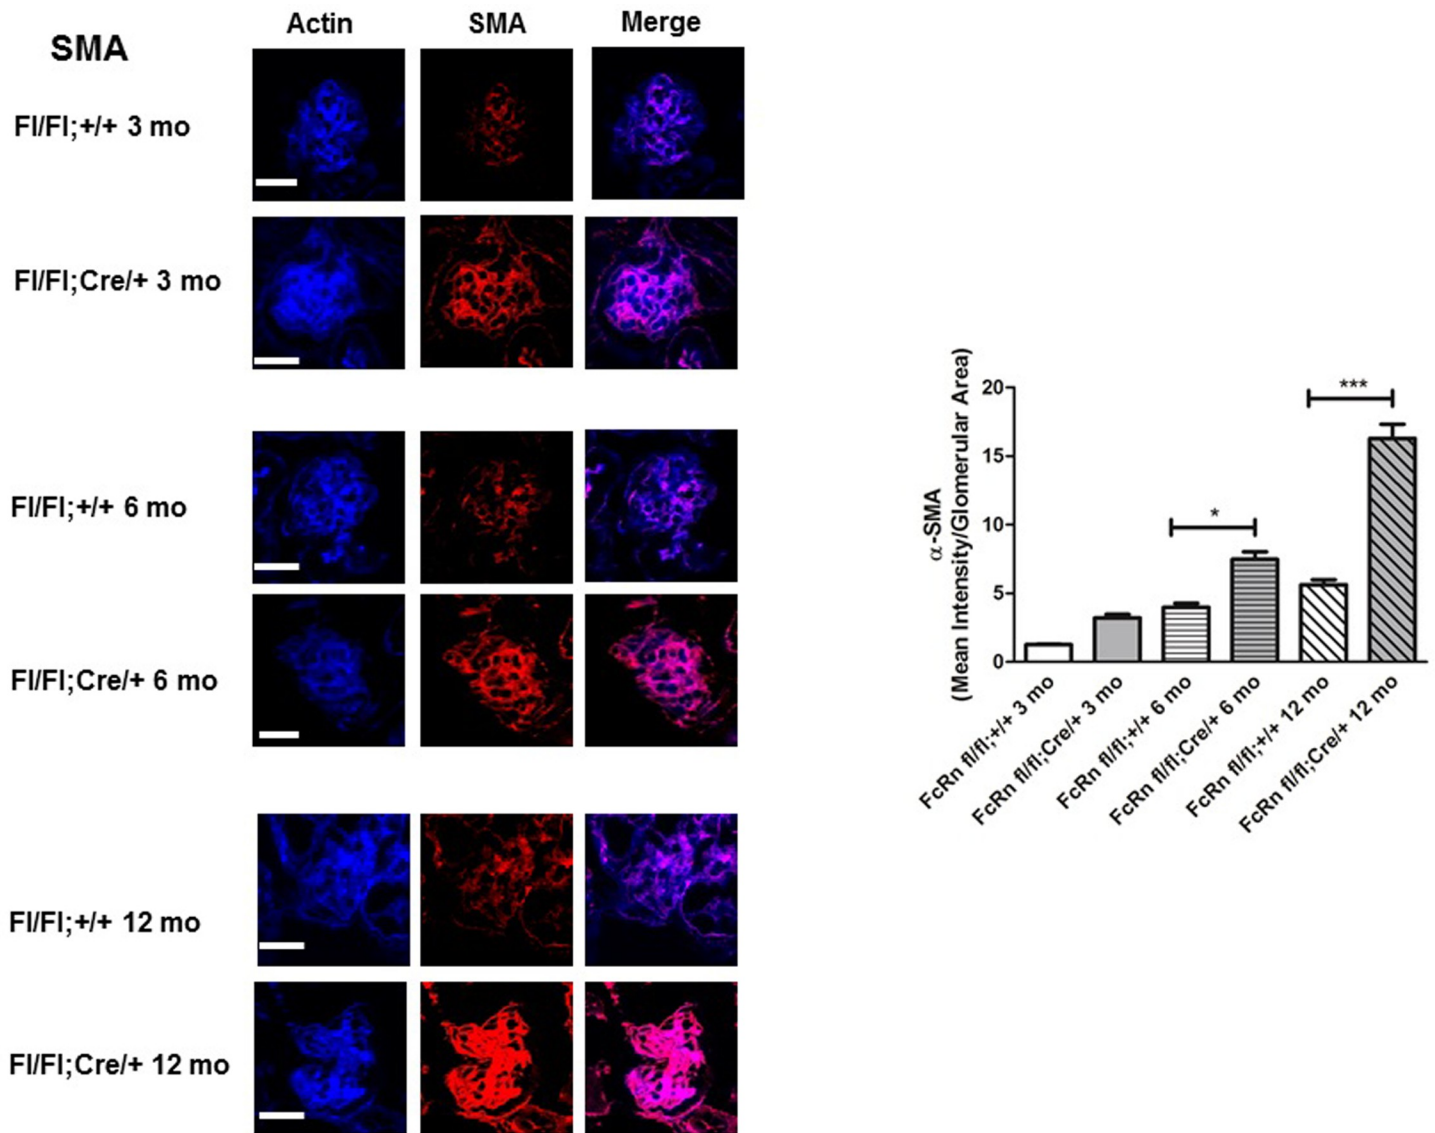 Actin SMA Merge
SMA
Fl/Fl;+/+ 3 mo
Fl/Fl;Cre/+ 3 mo
Fl/Fl;+/+ 6 mo
Fl/Fl;Cre/+ 6 mo
Fl/Fl;+/+ 12 mo
Fl/Fl;Cre/+ 12 mo
α-SMA
(Mean Intensity/Glomerular Area)
20
15
10
5
0
*
***
FcRn fl/fl;+/+ 3 mo
FcRn fl/fl;Cre/+ 3 mo
FcRn fl/fl;+/+ 6 mo
FcRn fl/fl;Cre/+ 6 mo
FcRn fl/fl;+/+ 12 mo
FcRn fl/fl;Cre/+ 12 mo